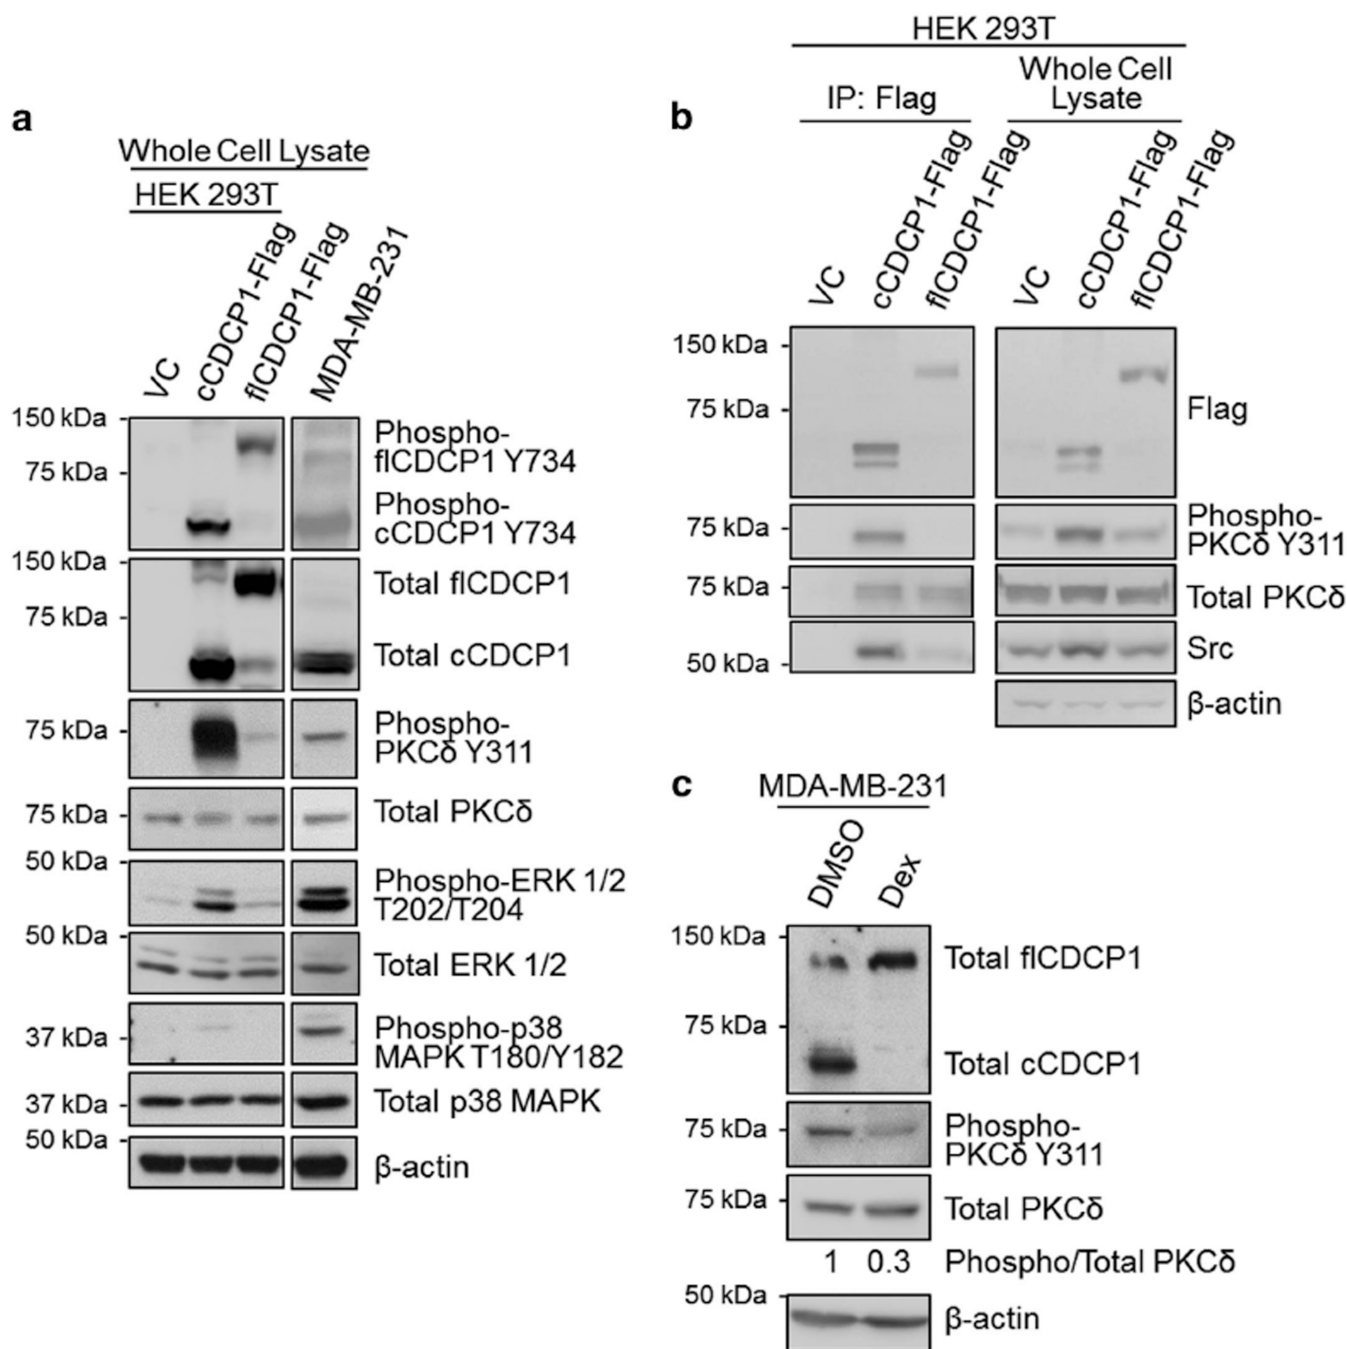 a
Whole Cell Lysate
HEK 293T
VC
cCDCP1-Flag
flCDCP1-Flag
MDA-MB-231
150 kDa
75 kDa
Phospho-
flCDCP1 Y734
Phospho-
cCDCP1 Y734
150 kDa
75 kDa
Total flCDCP1
Total cCDCP1
75 kDa
Phospho-
PKCδ Y311
75 kDa
Total PKCδ
50 kDa
Phospho-ERK 1/2
T202/T204
50 kDa
Total ERK 1/2
37 kDa
Phospho-p38
MAPK T180/Y182
37 kDa
Total p38 MAPK
50 kDa
β-actin
b
HEK 293T
IP: Flag
Whole Cell
Lysate
VC
cCDCP1-Flag
flCDCP1-Flag
VC
cCDCP1-Flag
flCDCP1-Flag
150 kDa
75 kDa
Flag
75 kDa
Phospho-
PKCδ Y311
75 kDa
Total PKCδ
50 kDa
Src
β-actin
c
MDA-MB-231
DMSO
Dex
150 kDa
Total flCDCP1
75 kDa
Total cCDCP1
75 kDa
Phospho-
PKCδ Y311
75 kDa
Total PKCδ
1 0.3 Phospho/Total PKCδ
50 kDa
β-actin